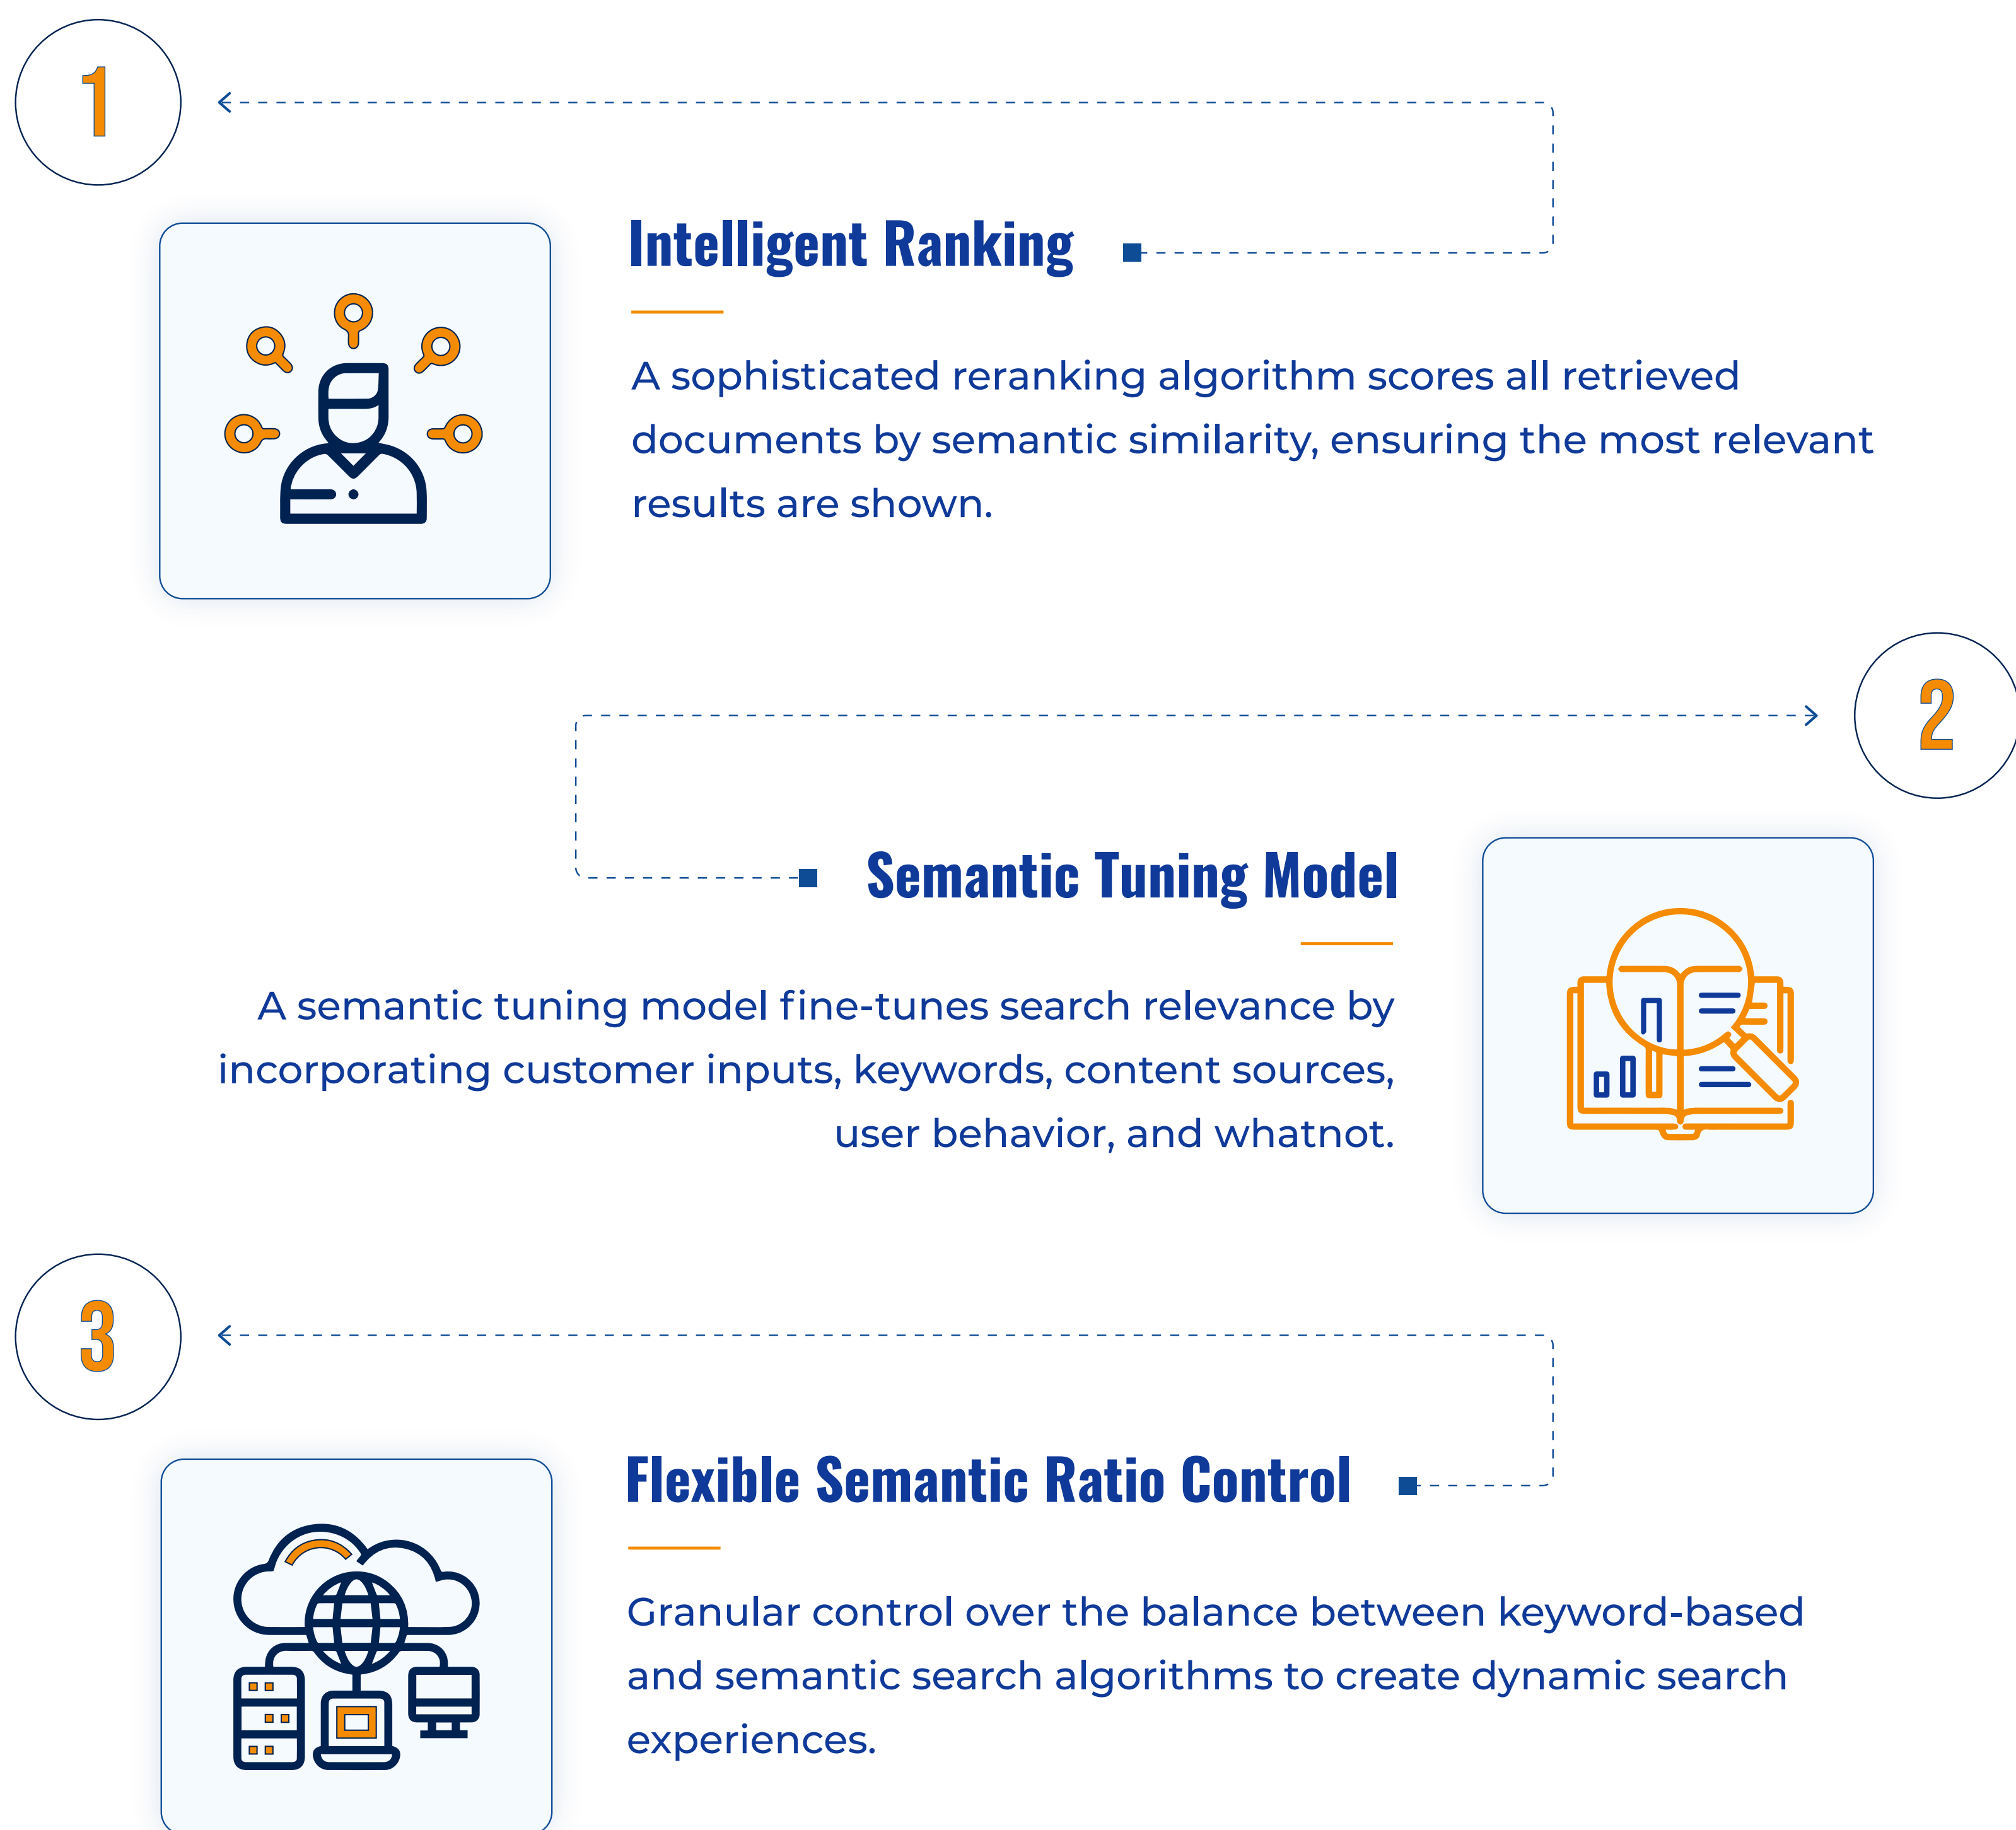 1
Intelligent Ranking
A sophisticated reranking algorithm scores all retrieved
documents by semantic similarity, ensuring the most relevant
results are shown.
2
Semantic Tuning Model
A semantic tuning model fine-tunes search relevance by
incorporating customer inputs, keywords, content sources,
user behavior, and whatnot.
3
Flexible Semantic Ratio Control
Granular control over the balance between keyword-based
and semantic search algorithms to create dynamic search
experiences.